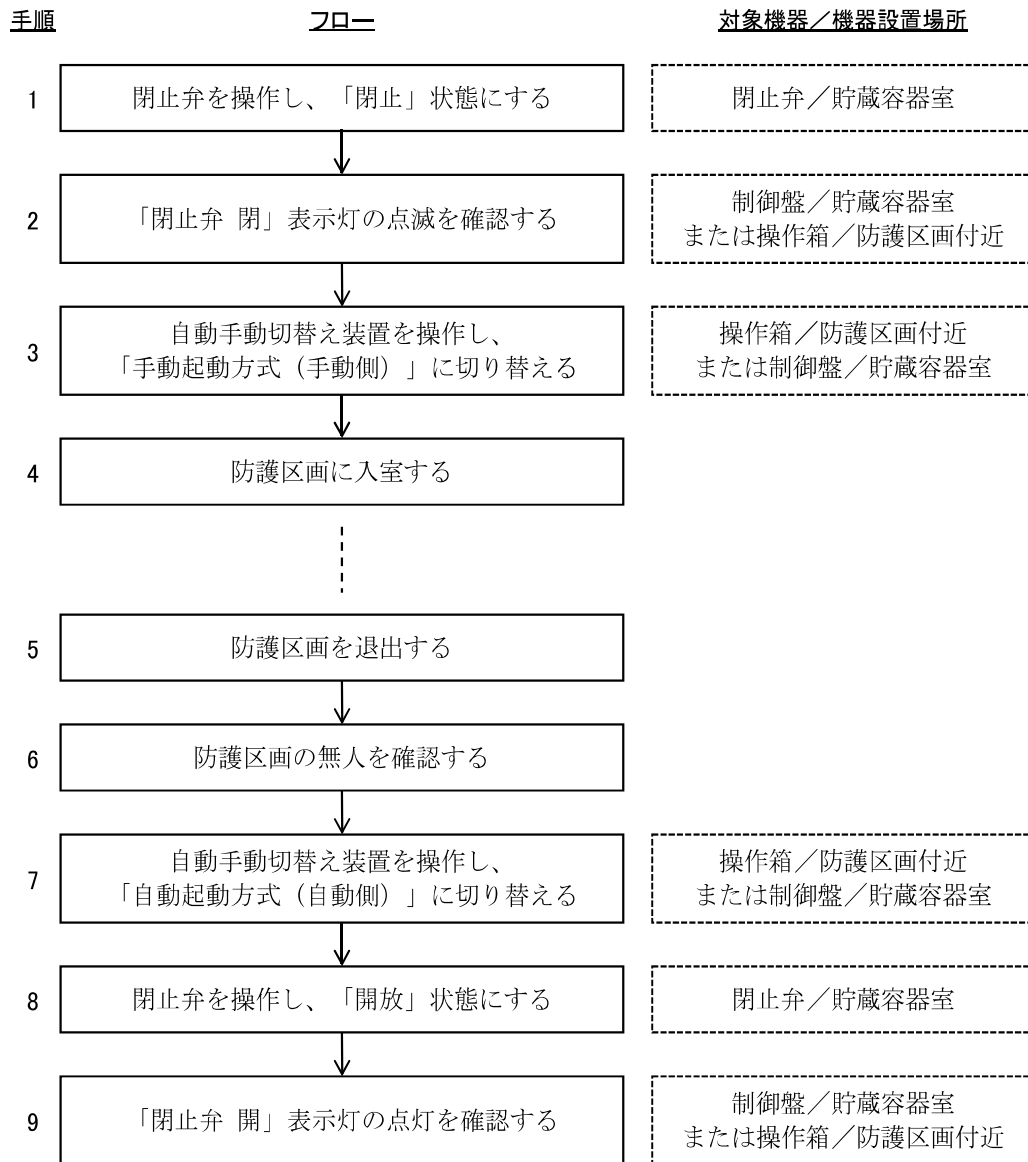 手順 フロー 対象機器／機器設置場所
1 閉止弁を操作し、「閉止」状態にする 閉止弁／貯蔵容器室
2 「閉止弁 閉」表示灯の点滅を確認する
制御盤／貯蔵容器室
または操作箱／防護区画付近
3 自動手動切替え装置を操作し、
「手動起動方式（手動側）」に切り替える
操作箱／防護区画付近
または制御盤／貯蔵容器室
4 防護区画に入室する
5 防護区画を退出する
6 防護区画の無人を確認する
7 自動手動切替え装置を操作し、
「自動起動方式（自動側）」に切り替える
操作箱／防護区画付近
または制御盤／貯蔵容器室
8 閉止弁を操作し、「開放」状態にする 閉止弁／貯蔵容器室
9 「閉止弁 開」表示灯の点灯を確認する
制御盤／貯蔵容器室
または操作箱／防護区画付近